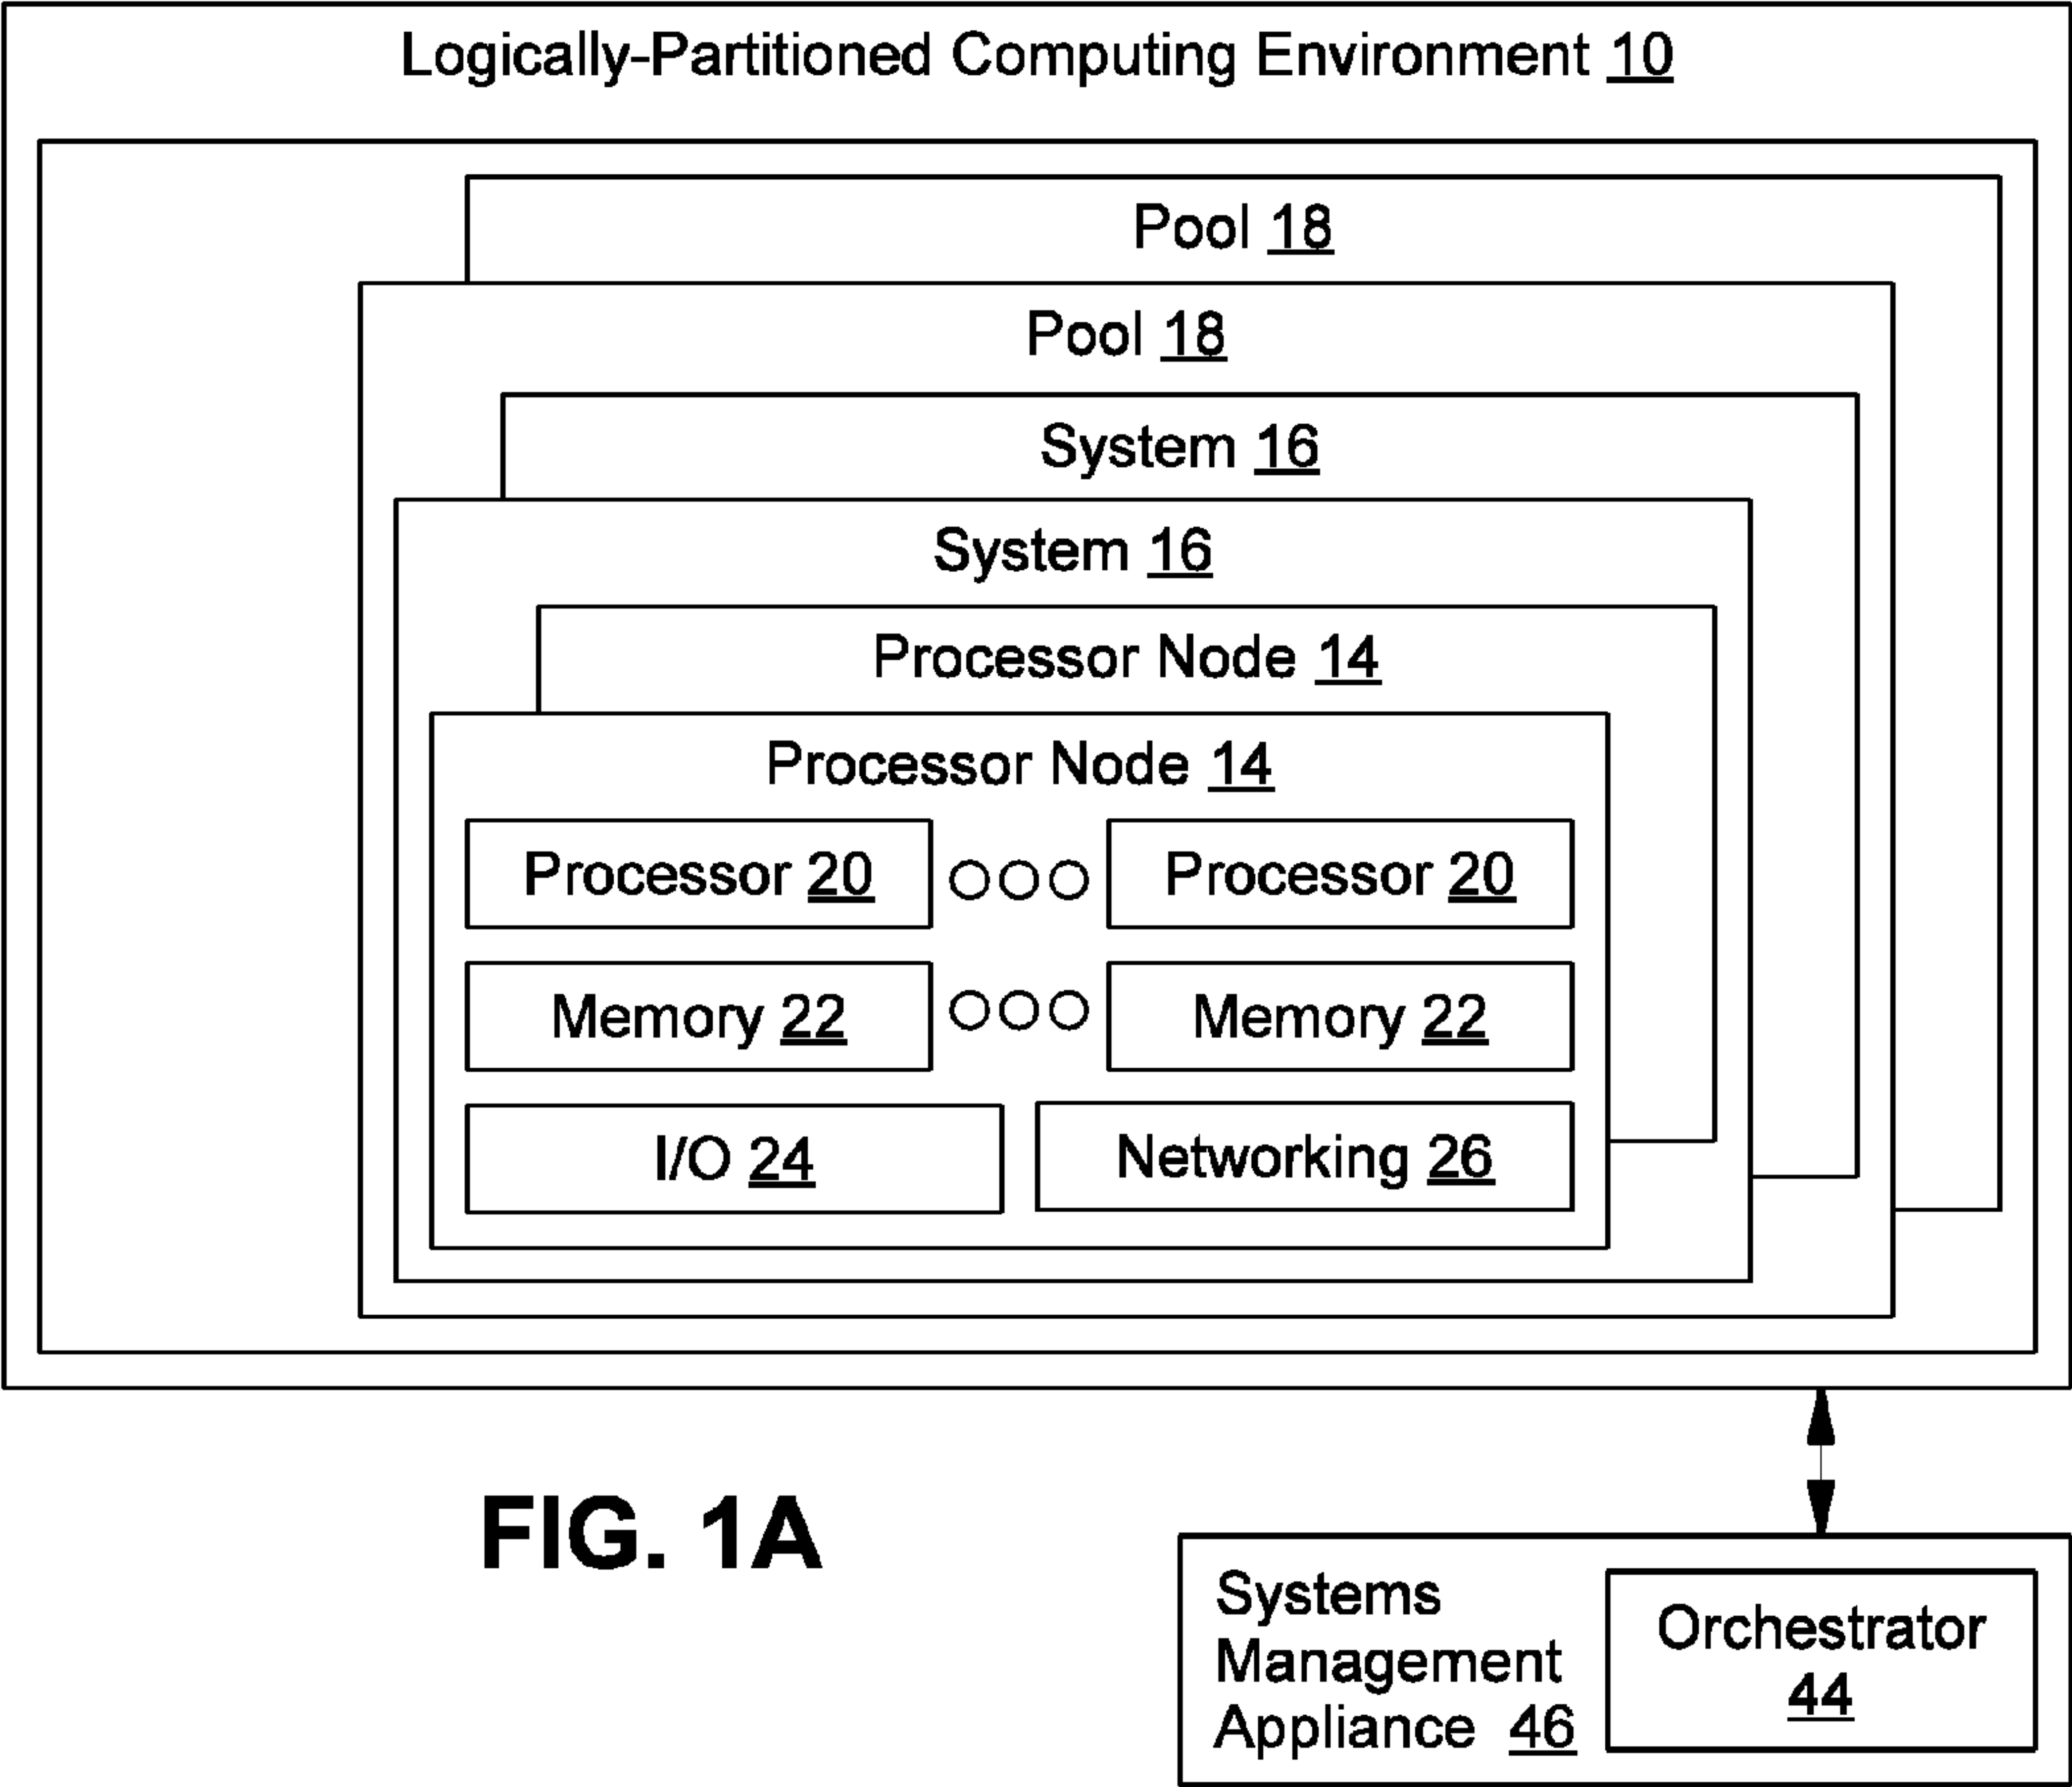 Logically-Partitioned Computing Environment 10
Pool 18
Pool 18
System 16
System 16
Processor Node 14
Processor Node 14
Processor 20
Processor 20
Memory 22
Memory 22
I/O 24
Networking 26
FIG. 1A
Systems
Management
Appliance 46
Orchestrator
44